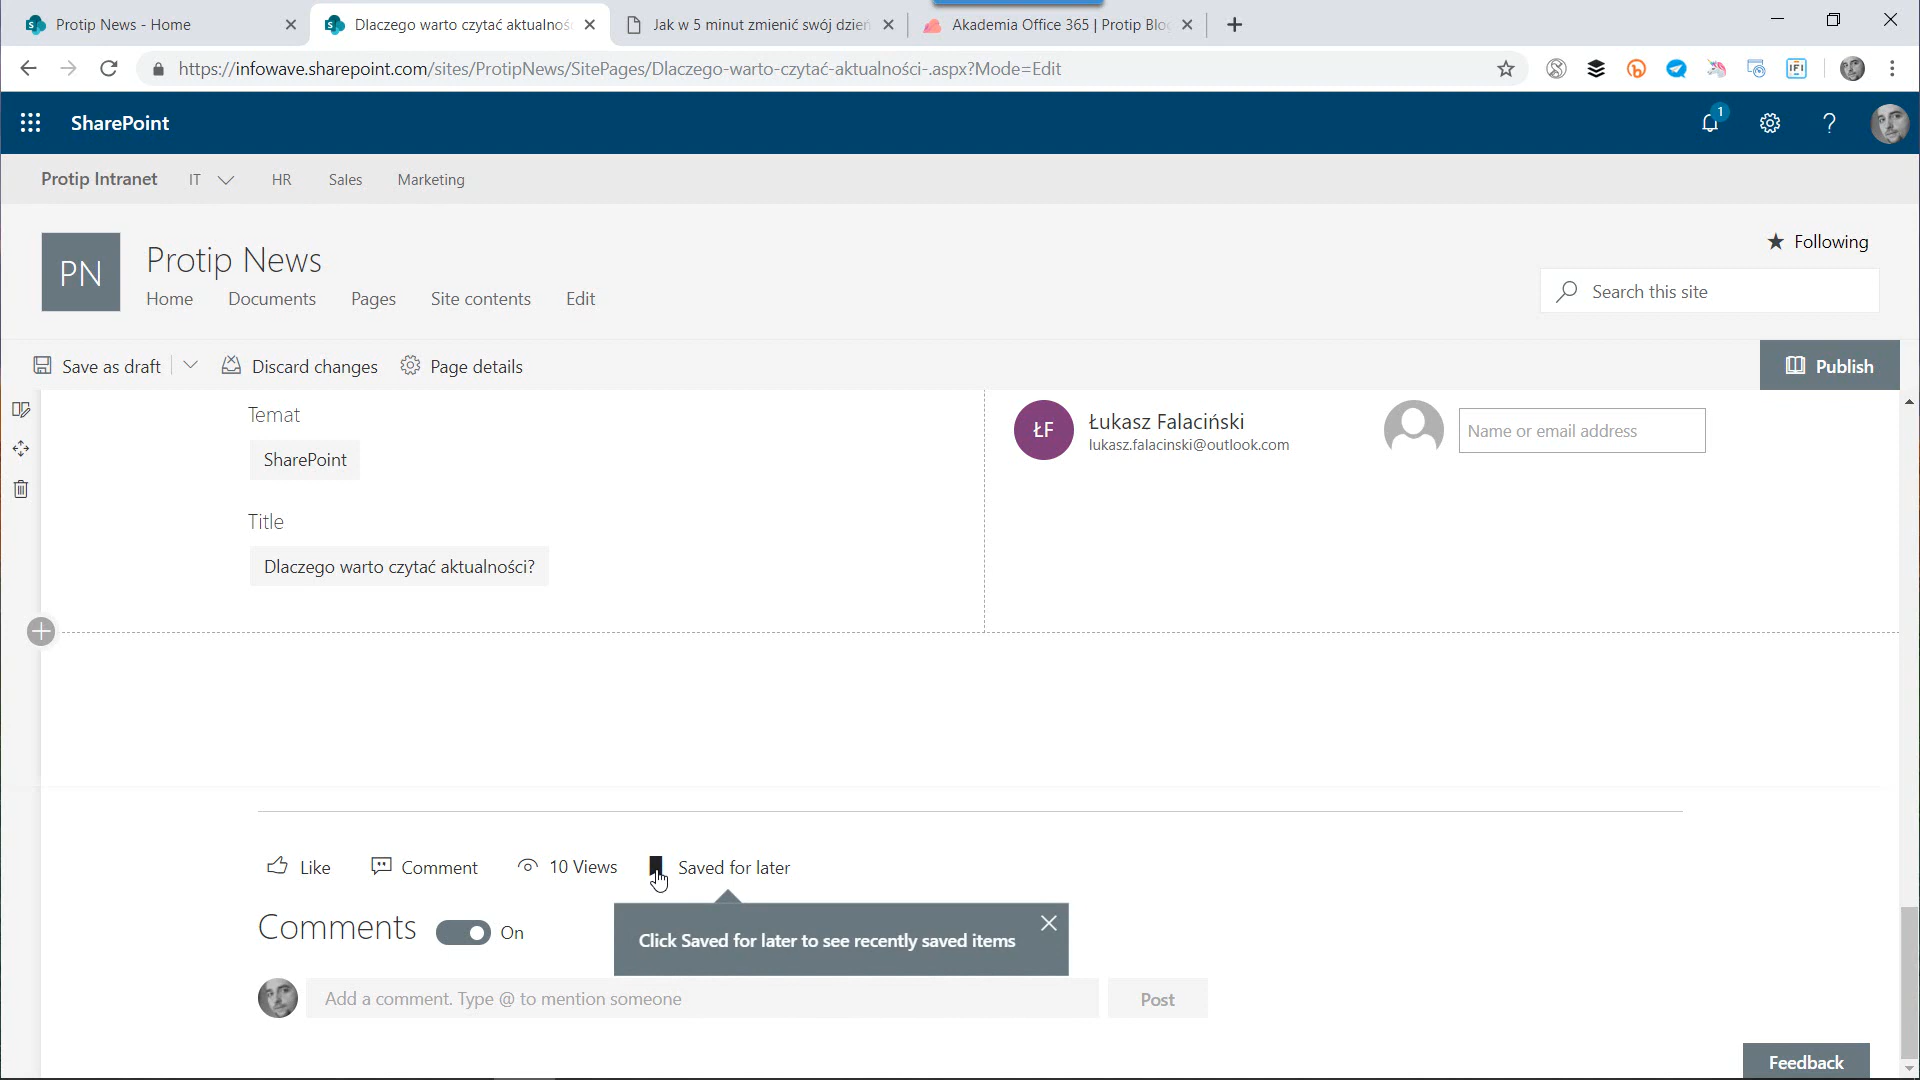 Protip News - Home
Dlaczego warto czytać aktualnośc
Jak w 5 minut zmienić swój dzień
Akademia Office 365 | Protip Blog
https://infowave.sharepoint.com/sites/ProtipNews/SitePages/Dlaczego-warto-czytać-aktualności-.aspx?Mode=Edit
SharePoint
1
Protip Intranet IT HR Sales Marketing
PN
Protip News
Following
Home Documents Pages Site contents Edit
Search this site
Save as draft Discard changes Page details
Publish
Temat
SharePoint
ŁF
Łukasz Falaciński
lukasz.falacinski@outlook.com
Name or email address
Title
Dlaczego warto czytać aktualności?
Like Comment 10 Views Saved for later
Comments On
Click Saved for later to see recently saved items
Add a comment. Type @ to mention someone
Post
Feedback